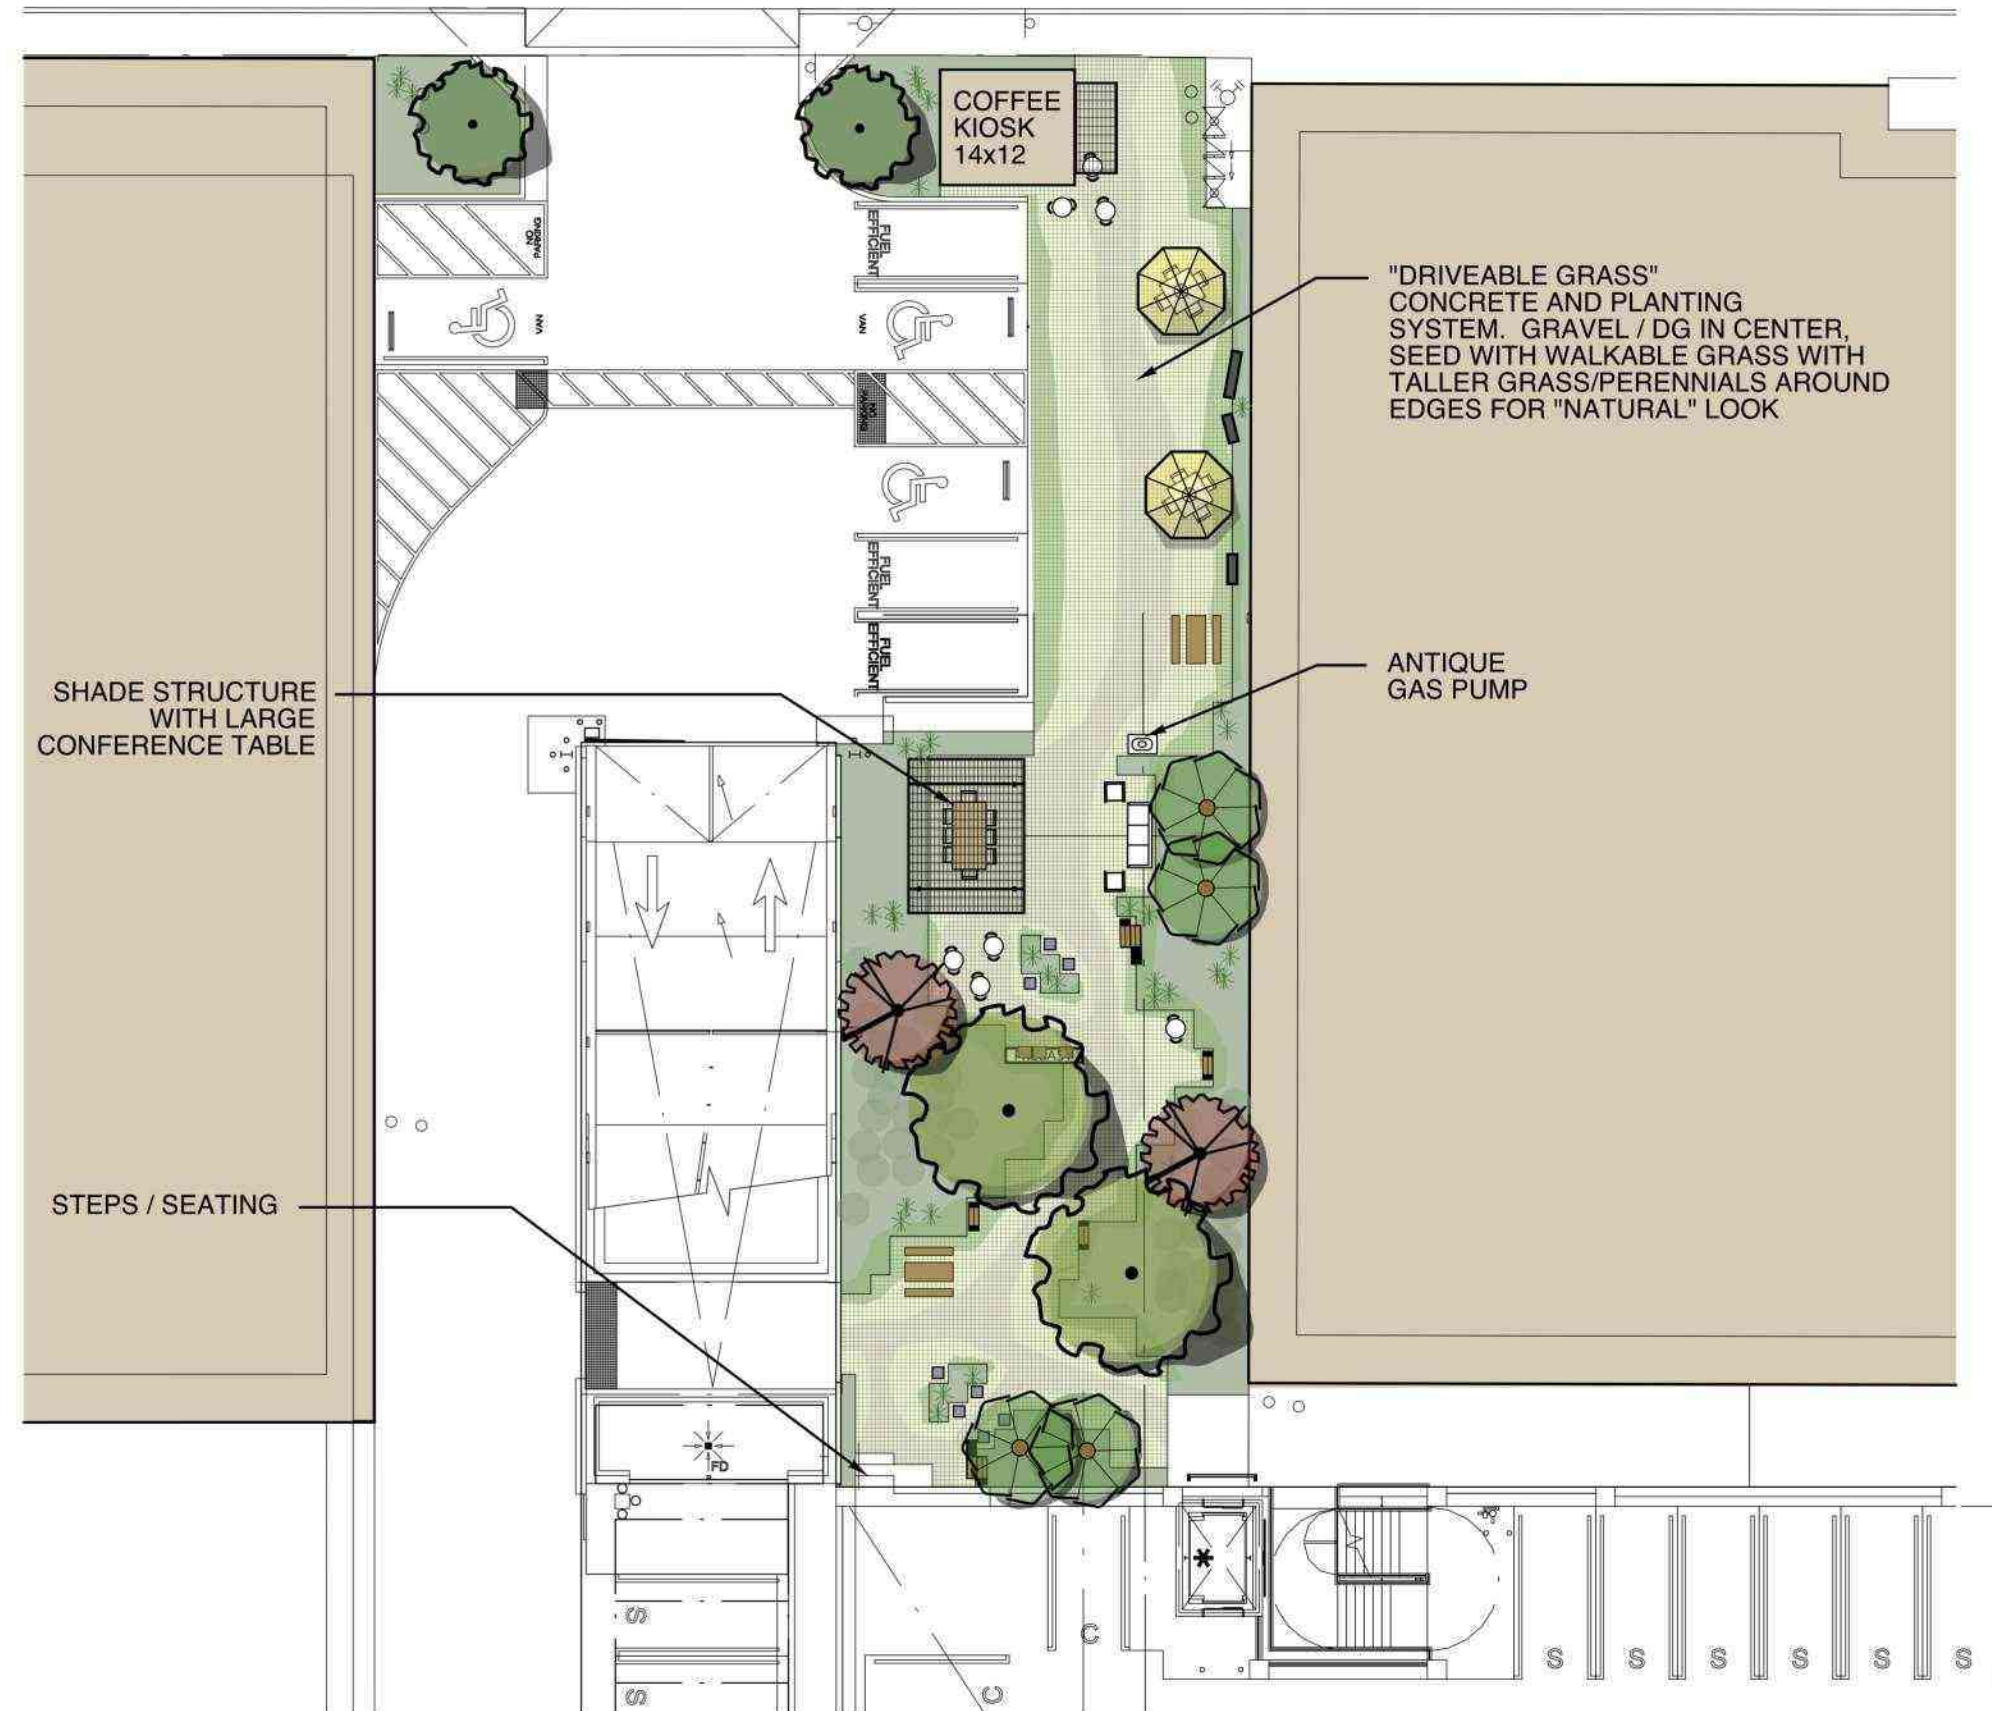 COFFEE
KIOSK
14x12
NO
PARKING
FUEL
EFFICIENT
VAN
VAN
"DRIVEABLE GRASS"
CONCRETE AND PLANTING
SYSTEM. GRAVEL / DG IN CENTER,
SEED WITH WALKABLE GRASS WITH
TALLER GRASS/PERENNIALS AROUND
EDGES FOR "NATURAL" LOOK
NO
PARKING
FUEL
EFFICIENT
FUEL
EFFICIENT
SHADE STRUCTURE
WITH LARGE
CONFERENCE TABLE
ANTIQUE
GAS PUMP
STEPS / SEATING
FD
S
C
S
S
S
S
S
S
S
C